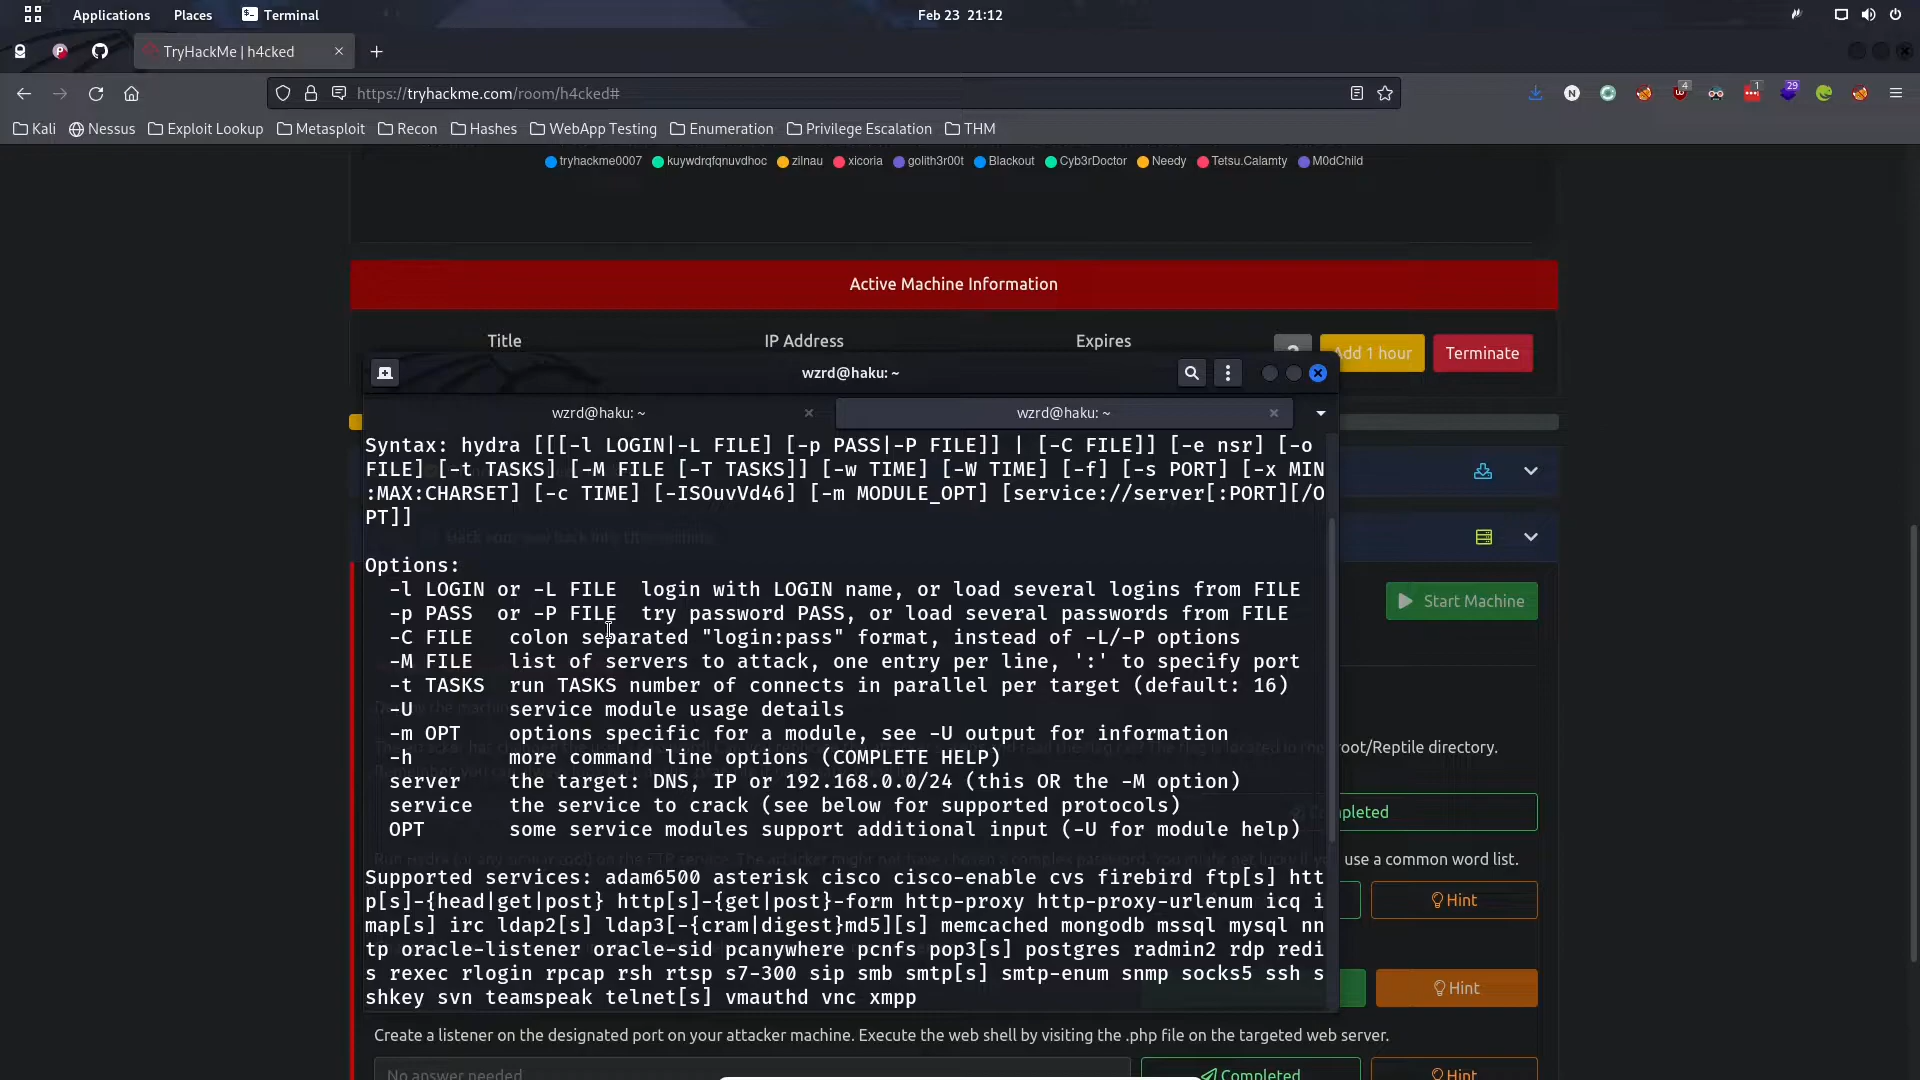 Applications Places Terminal Feb 23 21:12
TryHackMe | h4cked
https://tryhackme.com/room/h4cked# 4 1 29
Kali Nessus Exploit Lookup Metasploit Recon Hashes WebApp Testing Enumeration Privilege Escalation THM
tryhackme0007 kuywdrqfqnuvdhoc zilnau xicoria golith3r00t Blackout Cyb3rDoctor Needy Tetsu.Calamty M0dChild
Active Machine Information
Title IP Address Expires
? Add 1 hour Terminate
wzrd@haku: ~
wzrd@haku: ~ wzrd@haku: ~
Syntax: hydra [[[-l LOGIN|-L FILE] [-p PASS|-P FILE]] | [-C FILE]] [-e nsr] [-o
FILE] [-t TASKS] [-M FILE [-T TASKS]] [-w TIME] [-W TIME] [-f] [-s PORT] [-x MIN
:MAX:CHARSET] [-c TIME] [-ISOuvVd46] [-m MODULE_OPT] [service://server[:PORT][/O
PT]]
Options:
-l LOGIN or -L FILE login with LOGIN name, or load several logins from FILE
-p PASS or -P FILE try password PASS, or load several passwords from FILE
-C FILE colon separated "login:pass" format, instead of -L/-P options
-M FILE list of servers to attack, one entry per line, ':' to specify port
-t TASKS run TASKS number of connects in parallel per target (default: 16)
-U service module usage details
-m OPT options specific for a module, see -U output for information
-h more command line options (COMPLETE HELP)
server the target: DNS, IP or 192.168.0.0/24 (this OR the -M option)
service the service to crack (see below for supported protocols)
OPT some service modules support additional input (-U for module help)
Supported services: adam6500 asterisk cisco cisco-enable cvs firebird ftp[s] htt
p[s]-{head|get|post} http[s]-{get|post}-form http-proxy http-proxy-urlenum icq i
map[s] irc ldap2[s] ldap3[-{cram|digest}md5][s] memcached mongodb mssql mysql nn
tp oracle-listener oracle-sid pcanywhere pcnfs pop3[s] postgres radmin2 rdp redi
s rexec rlogin rpcap rsh rtsp s7-300 sip smb smtp[s] smtp-enum snmp socks5 ssh s
shkey svn teamspeak telnet[s] vmauthd vnc xmpp
Start Machine
root/Reptile directory.
Completed
use a common word list.
Hint
Hint
Create a listener on the designated port on your attacker machine. Execute the web shell by visiting the .php file on the targeted web server.
No answer needed Completed Hint